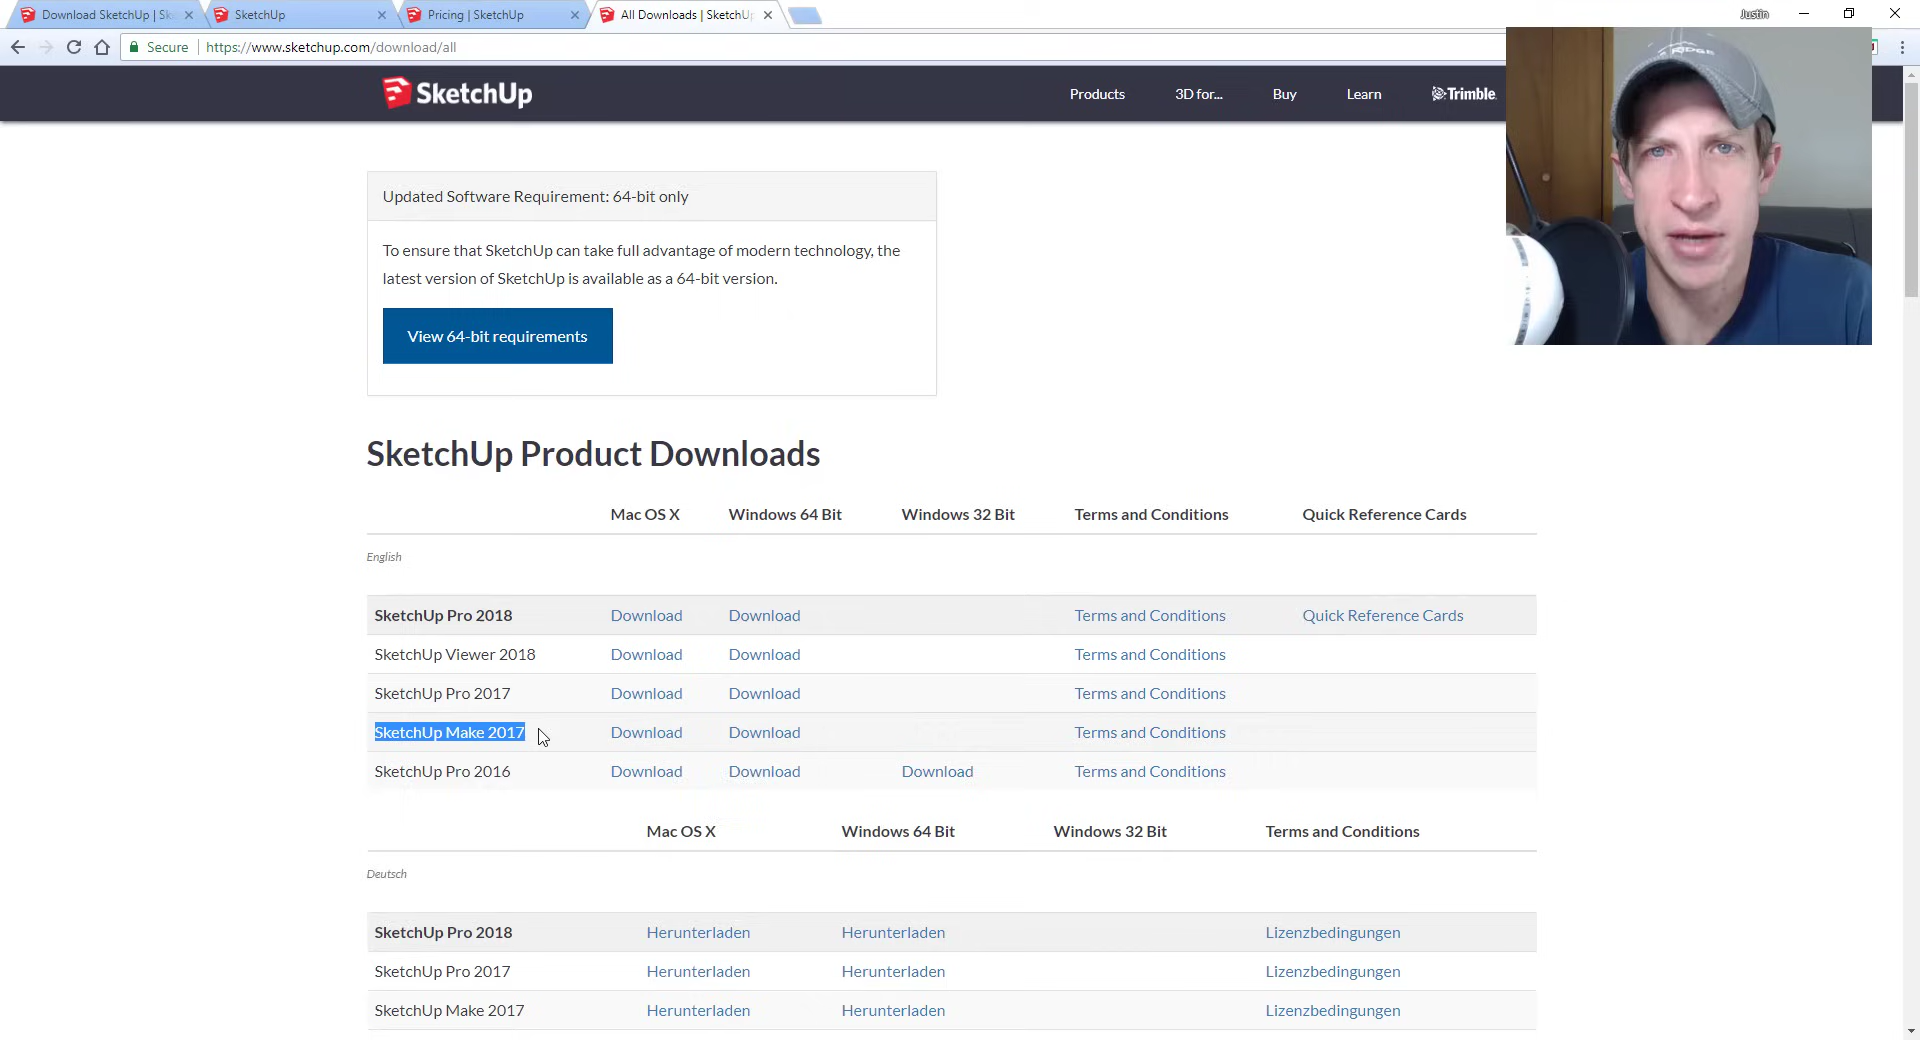 Download SketchUp | Sk
SketchUp
Pricing | SketchUp
All Downloads | SketchUp
Justin
Secure
https://www.sketchup.com/download/all
SketchUp
Products
3D for...
Buy
Learn
Trimble
RIDGE
Updated Software Requirement: 64-bit only
To ensure that SketchUp can take full advantage of modern technology, the
latest version of SketchUp is available as a 64-bit version.
View 64-bit requirements
SketchUp Product Downloads
Mac OS X Windows 64 Bit Windows 32 Bit Terms and Conditions Quick Reference Cards
English
SketchUp Pro 2018 Download Download Terms and Conditions Quick Reference Cards
SketchUp Viewer 2018 Download Download Terms and Conditions
SketchUp Pro 2017 Download Download Terms and Conditions
SketchUp Make 2017 Download Download Terms and Conditions
SketchUp Pro 2016 Download Download Download Terms and Conditions
Mac OS X Windows 64 Bit Windows 32 Bit Terms and Conditions
Deutsch
SketchUp Pro 2018 Herunterladen Herunterladen Lizenzbedingungen
SketchUp Pro 2017 Herunterladen Herunterladen Lizenzbedingungen
SketchUp Make 2017 Herunterladen Herunterladen Lizenzbedingungen